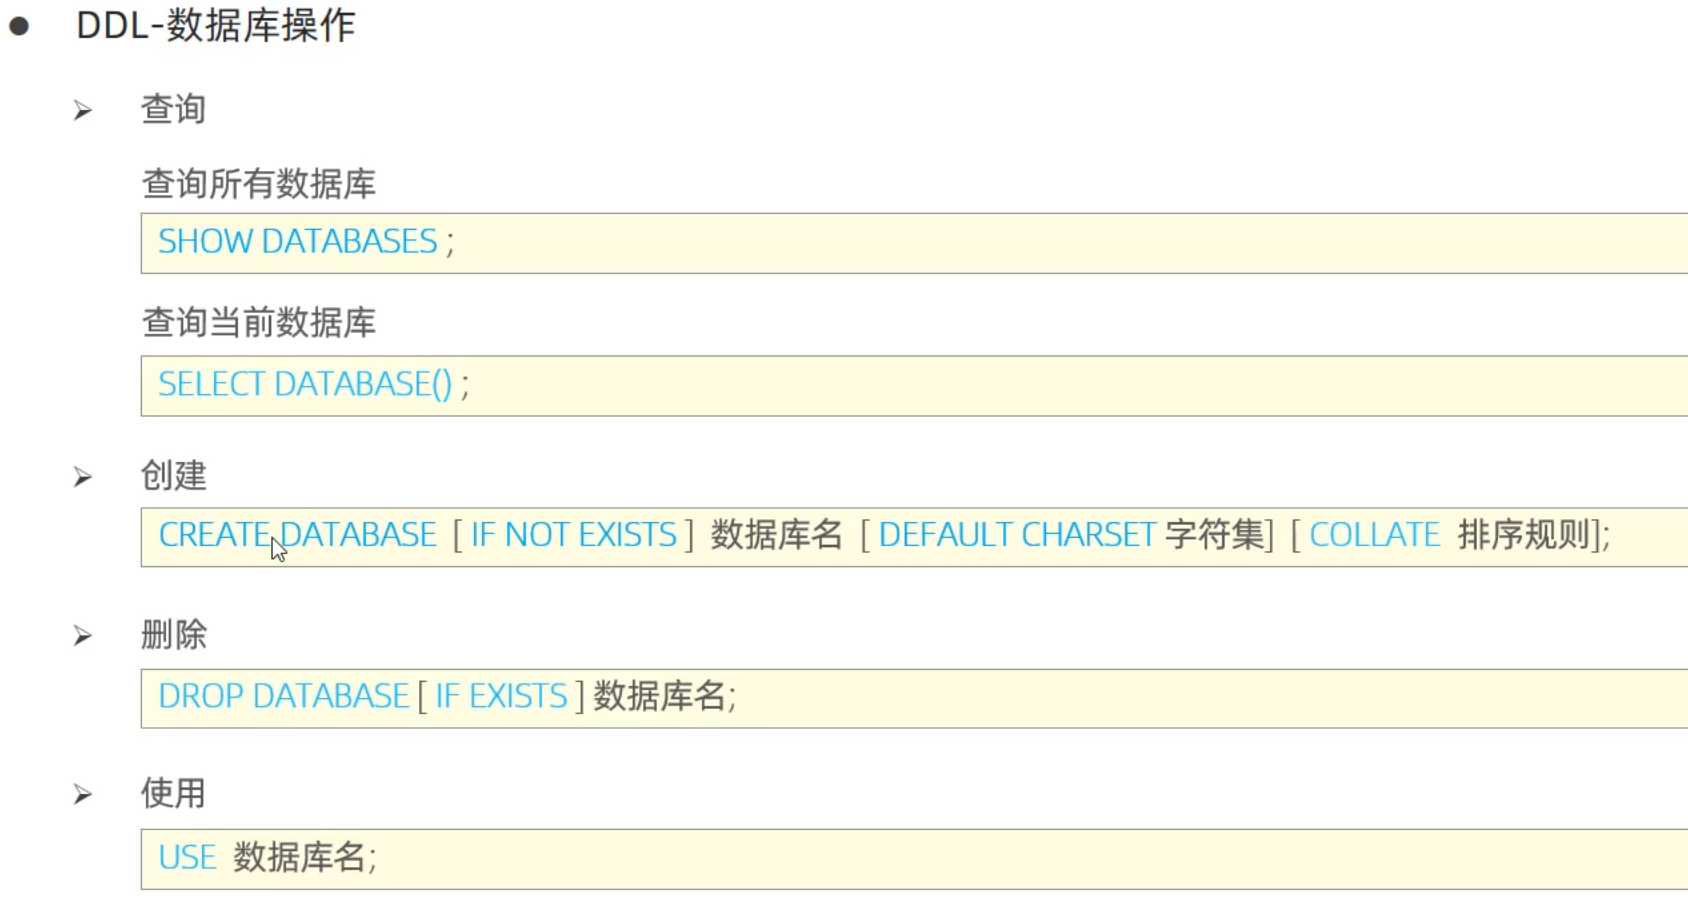 DDL-数据库操作
查询
查询所有数据库
SHOW DATABASES ;
查询当前数据库
SELECT DATABASE() ;
创建
CREATE DATABASE [ IF NOT EXISTS ] 数据库名 [ DEFAULT CHARSET 字符集] [ COLLATE 排序规则];
删除
DROP DATABASE [ IF EXISTS ] 数据库名;
使用
USE 数据库名;